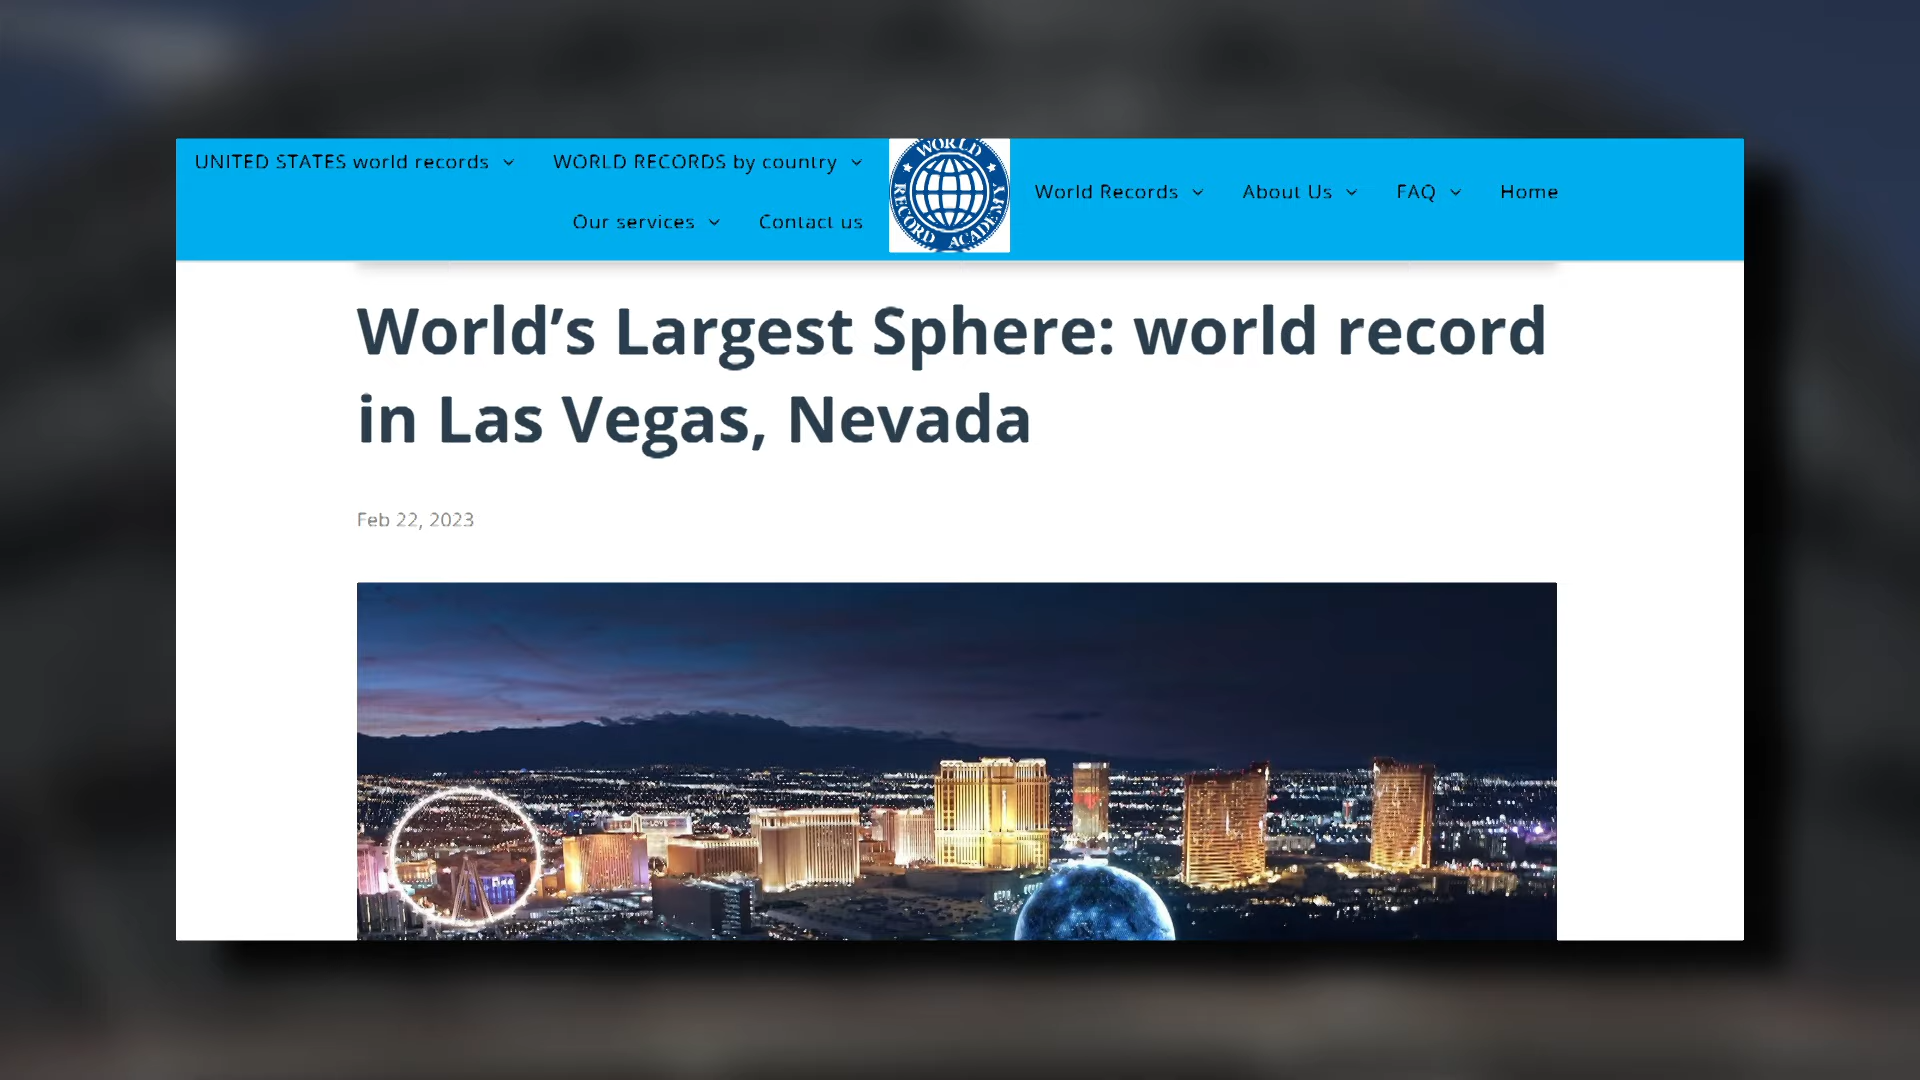 UNITED STATES world records
WORLD RECORDS by country
Our services
Contact us
WORLD RECORD ACADEMY
World Records
About Us
FAQ
Home
World’s Largest Sphere: world record
in Las Vegas, Nevada
Feb 22, 2023